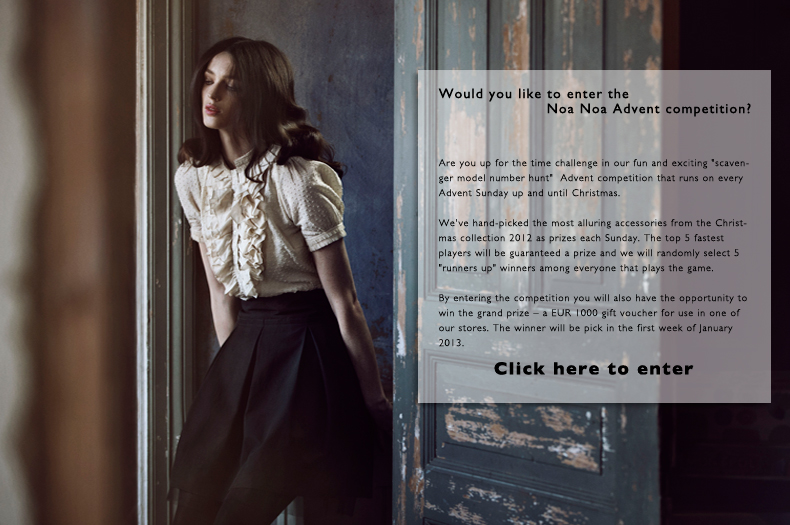 Would you like to enter the
Noa Noa Advent competition?
Are you up for the time challenge in our fun and exciting "scaven-
ger model number hunt"  Advent competition that runs on every
Advent Sunday up and until Christmas.
We've hand-picked the most alluring accessories from the Christ-
mas collection 2012 as prizes each Sunday. The top 5 fastest
players will be guaranteed a prize and we will randomly select 5
"runners up" winners among everyone that plays the game.
By entering the competition you will also have the opportunity to
win the grand prize – a EUR 1000 gift voucher for use in one of
our stores. The winner will be pick in the first week of January
2013.
Click here to enter